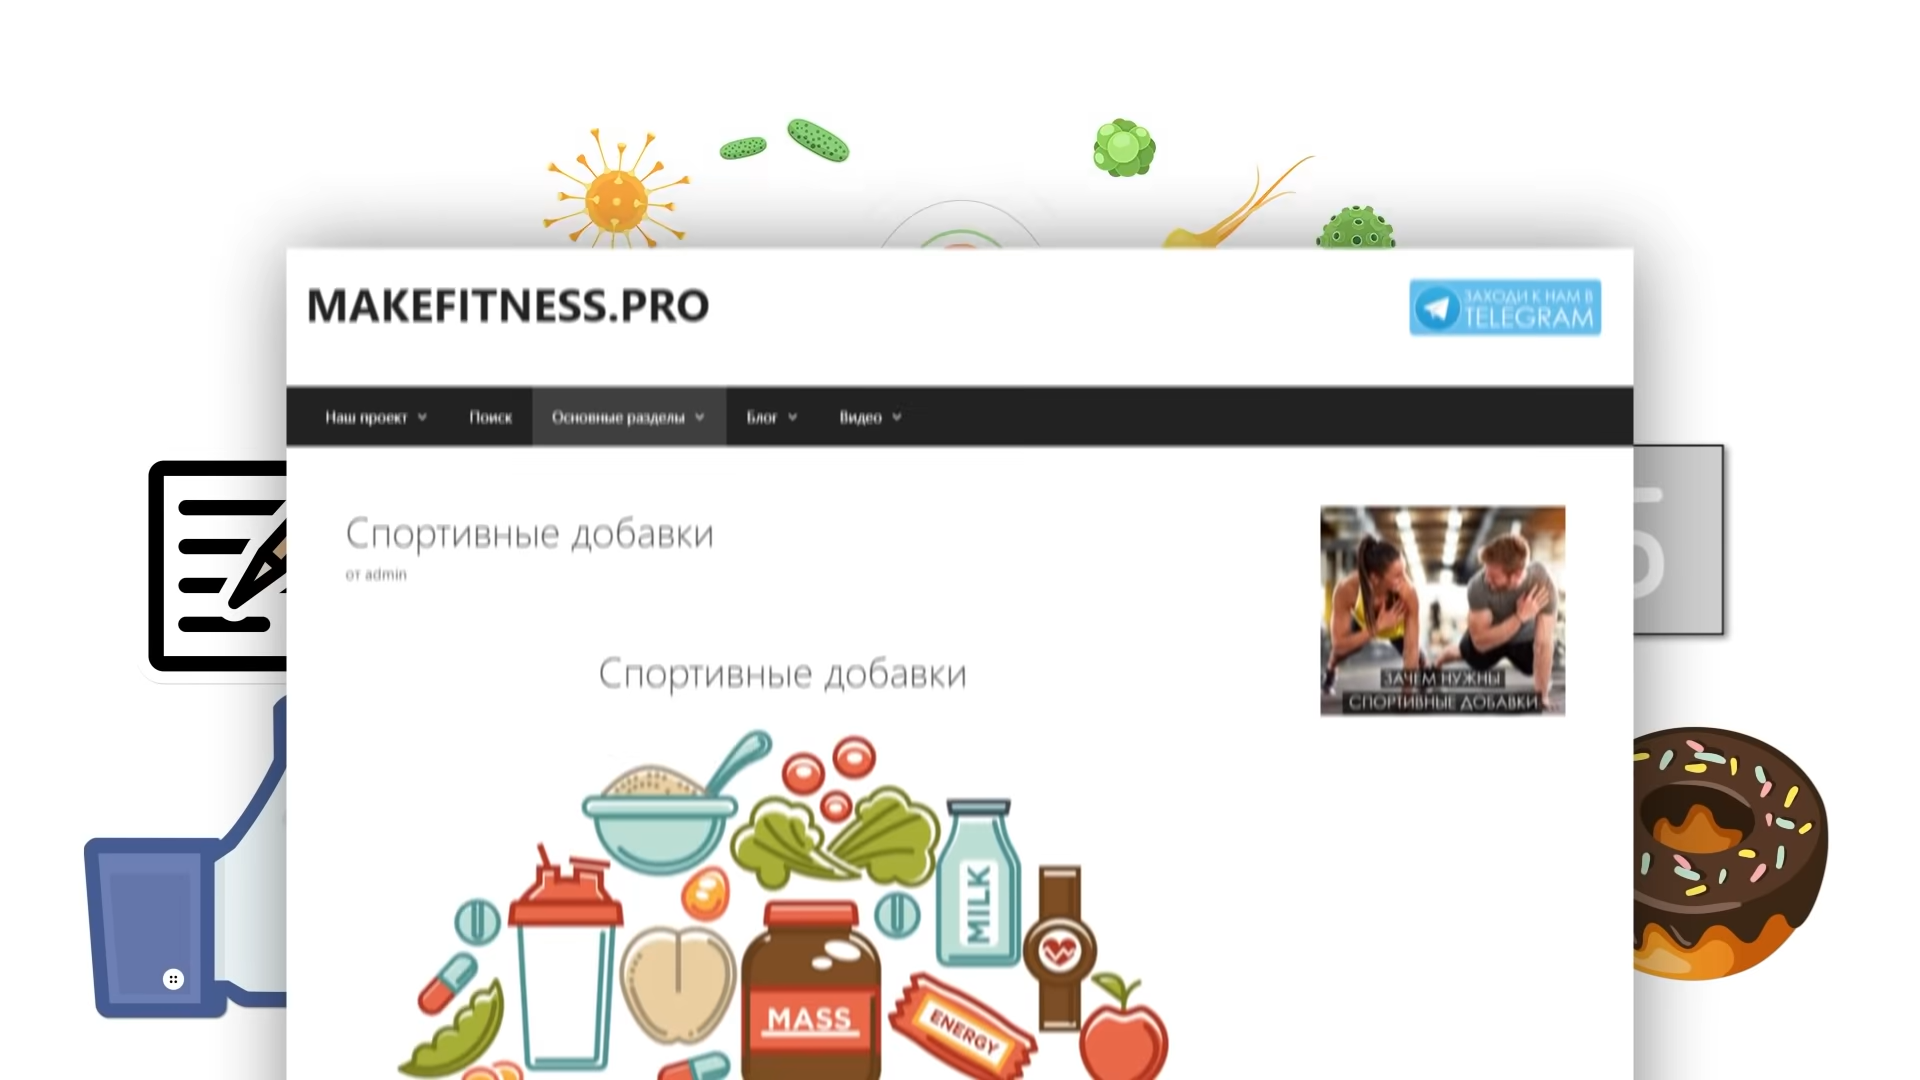 MAKEFITNESS.PRO
ЗАХОДИ К НАМ В
TELEGRAM
Наш проект Поиск Основные разделы Блог Видео
Спортивные добавки
от admin
ЗАЧЕМ НУЖНЫ
СПОРТИВНЫЕ ДОБАВКИ
Спортивные добавки
MILK
MASS
ENERGY